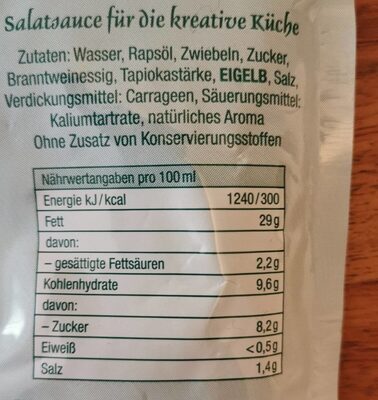 Salatsauce für die kreative Küche
Zutaten: Wasser, Rapsöl, Zwiebeln, Zucker,
Branntweinessig, Tapiokastärke, EIGELB, Salz,
Verdickungsmittel: Carrageen, Säuerungsmittel:
Kaliumtartrate, natürliches Aroma
Ohne Zusatz von Konservierungsstoffen
Nährwertangaben pro 100 ml
Energie kJ/kcal 1240/300
Fett 29g
davon:
– gesättigte Fettsäuren 2,2g
Kohlenhydrate 9,6g
davon:
– Zucker 8,2g
Eiweiß <0,5g
Salz 1,4g